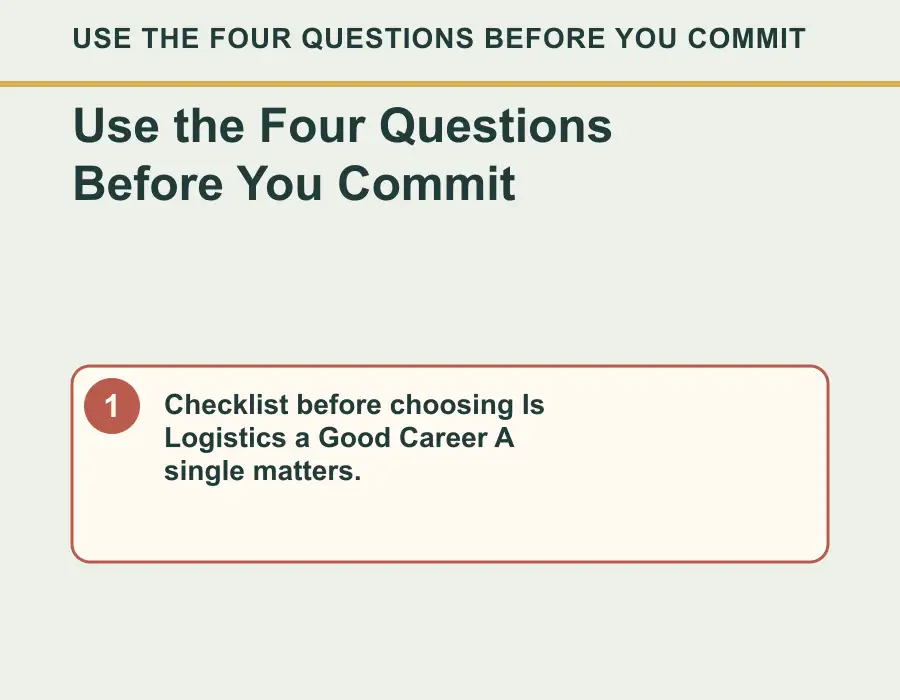 USE THE FOUR QUESTIONS BEFORE YOU COMMIT
Use the Four Questions
Before You Commit
1
Checklist before choosing Is
Logistics a Good Career A
single matters.